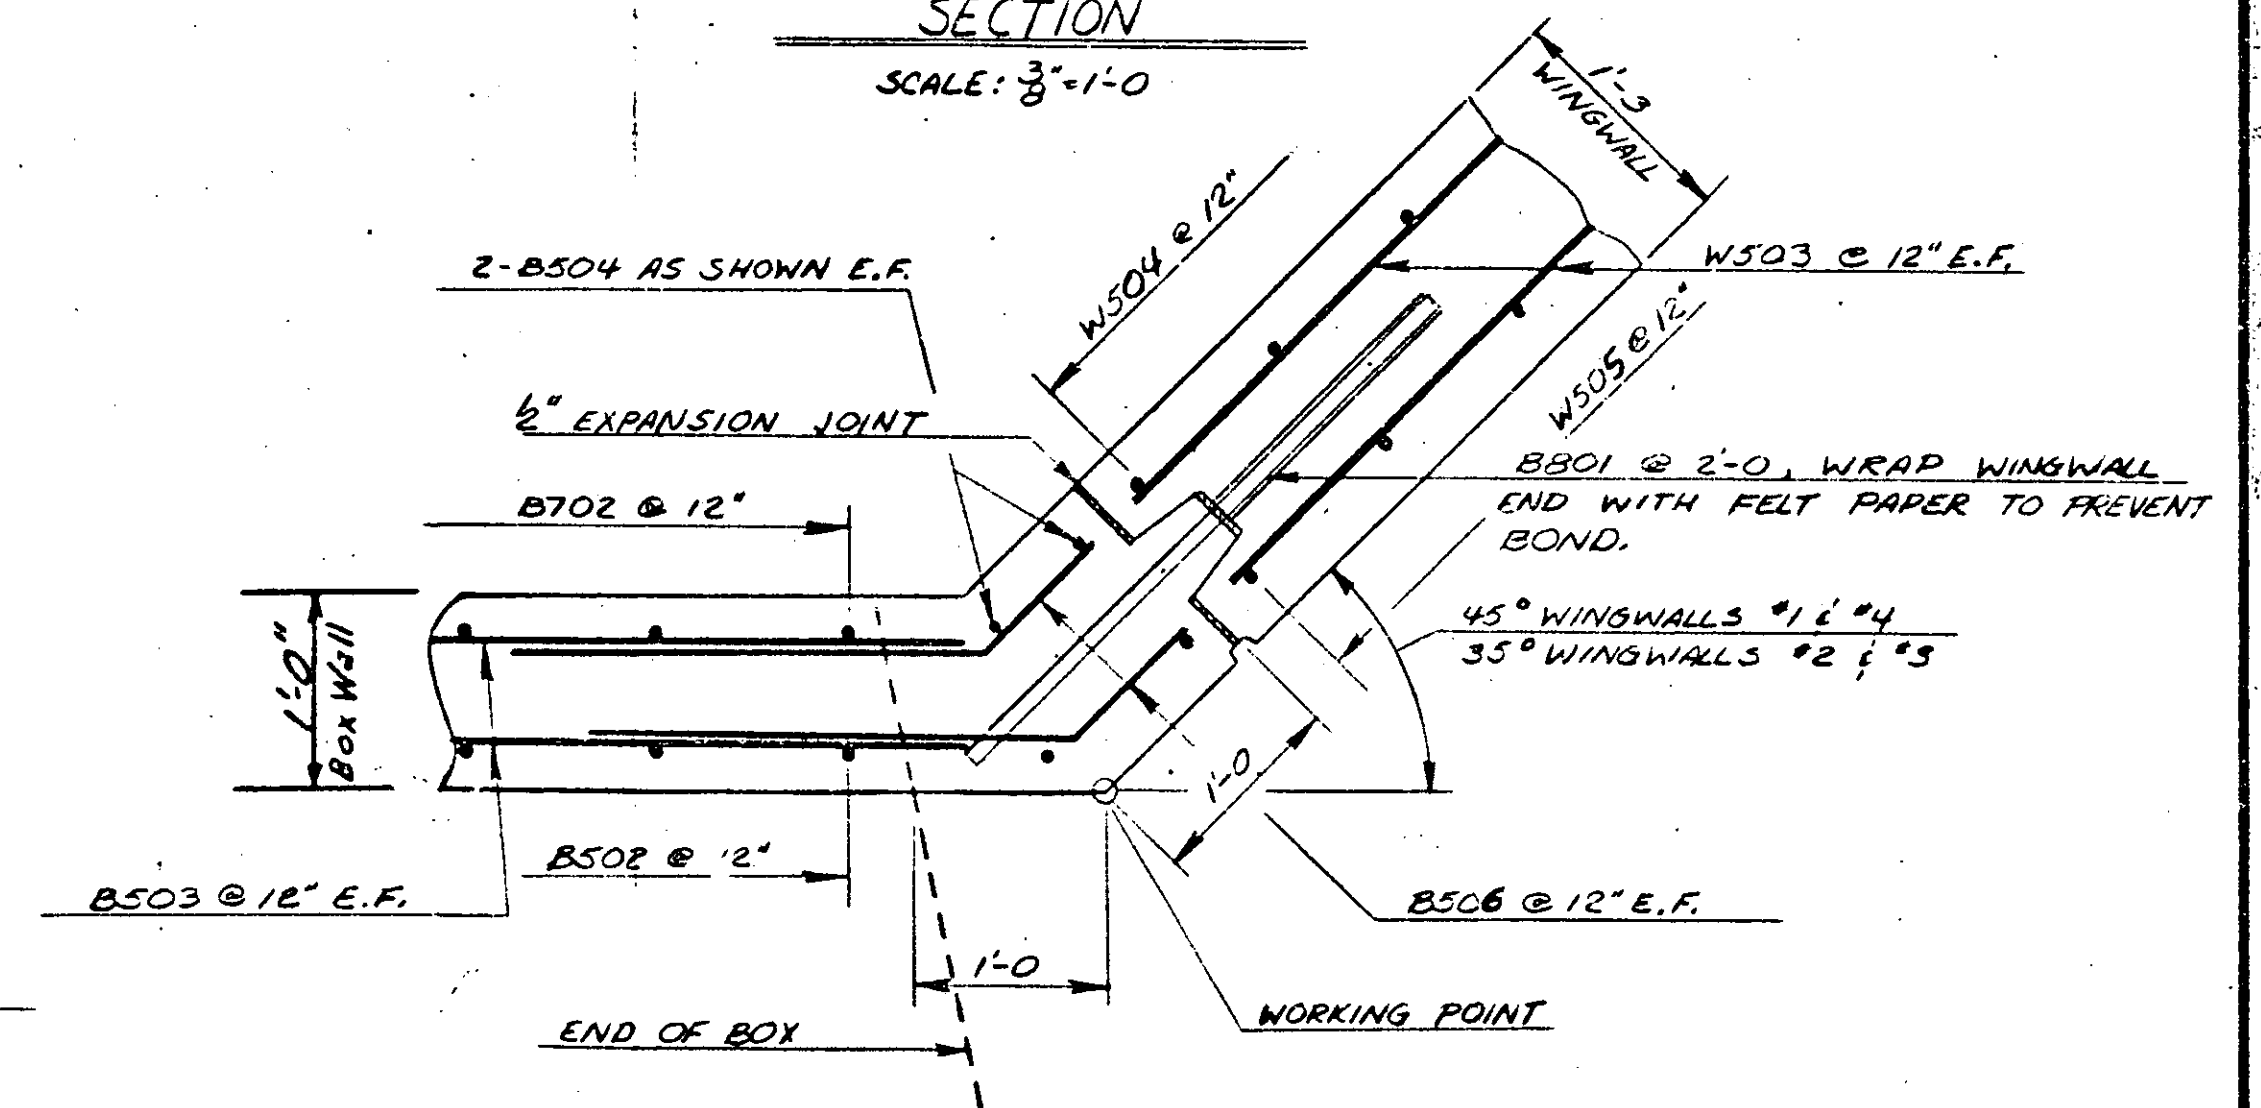 SECTION
SCALE: 3/8" = 1'-0
1'-3
WINGWALL
W504 @ 12"
2-B504 AS SHOWN E.F.
W503 @ 12" E.F.
W505 @ 12"
1/2" EXPANSION JOINT
B702 @ 12"
B801 @ 2'-0, WRAP WINGWALL
END WITH FELT PAPER TO PREVENT
BOND.
1'-0"
Box Wall
45° WINGWALLS #1 & #4
35° WINGWALLS #2 & #3
1'-0
B502 @ 12"
B503 @ 12" E.F.
B506 @ 12" E.F.
1'-0
WORKING POINT
END OF BOX